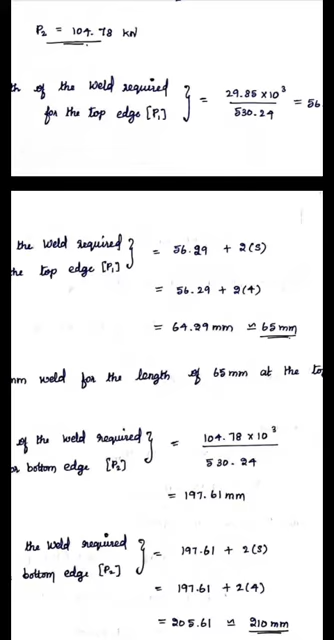 P₂ = 104.78 kN
of the weld required } = 29.85 × 10³ / 530.24 = 56
for the top edge [P₁]
the weld required } = 56.29 + 2(S)
top edge [P₁]
= 56.29 + 2(4)
= 64.29 mm ≃ 65 mm
weld for the length of 65 mm at the
of the weld required } = 104.78 × 10³ / 530.24
bottom edge [P₂]
= 197.61 mm
the weld required } = 197.61 + 2(S)
bottom edge [P₂]
= 197.61 + 2(4)
= 205.61 ≃ 210 mm